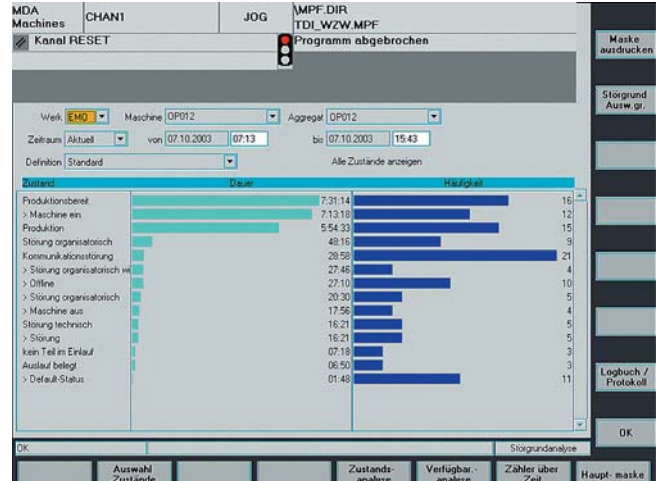 MDA Machines CHAN1 JOG \MPF.DIR
TDI_WZW.MPF
Kanal RESET Programm abgebrochen
Maske ausdrucken
Störgrund Ausw.gr.
Werk EMO Maschine OP012 Aggregat OP012
Zeitraum Aktuell von 07.10.2003 07:13 bis 07.10.2003 15:43
Definition Standard Alle Zustände anzeigen
Zustand Dauer Häufigkeit
Produktionsbereit 7:31:14 16
> Maschine ein 7:13:18 12
Produktion 5:54:33 15
Störung organisatorisch 48:16 9
Kommunikationsstörung 28:58 21
> Störung organisatorisch we 27:46 4
> Offline 27:10 10
> Störung organisatorisch 20:30 5
> Maschine aus 17:56 4
Störung technisch 16:21 5
> Störung 16:21 5
kein Teil im Einlauf 07:18 3
Auslauf belegt 06:50 3
> Default-Status 01:48 11
Logbuch / Protokoll
OK
OK Störgrundanalyse
Auswahl Zustände
Zustands- analyse
Verfügbar.- analyse
Zähler über Zeit
Haupt- maske